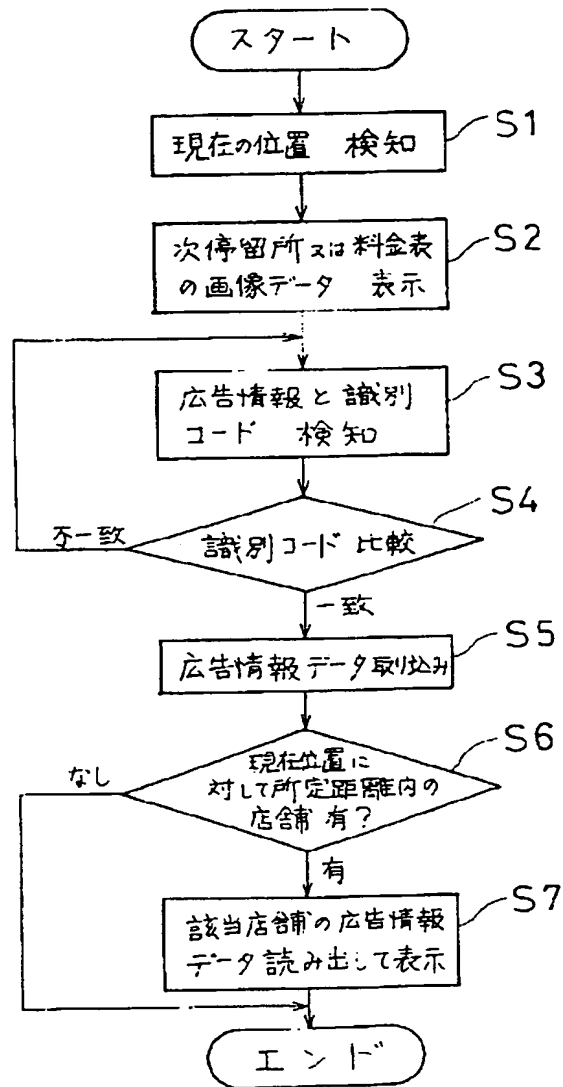 スタート
現在の位置 検知
S1
次停留所又は料金表
の画像データ 表示
S2
広告情報と識別
コード 検知
S3
識別コード比較
S4
不一致
一致
広告情報データ取り込み
S5
現在位置に
対して所定距離内の
店舗有?
S6
なし
有
該当店舗の広告情報
データ読み出して表示
S7
エンド